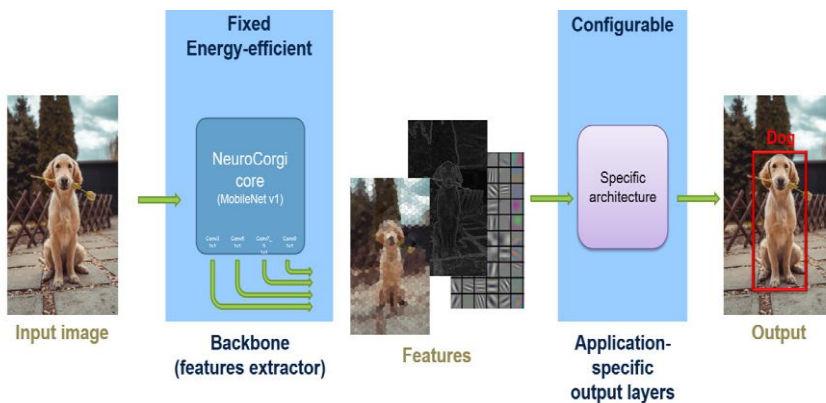 Fixed
Energy-efficient
Configurable
NeuroCorgi
core
(MobileNet v1)
Specific
architecture
Dog
Input image
Backbone
(features extractor)
Features
Application-
specific
output layers
Output